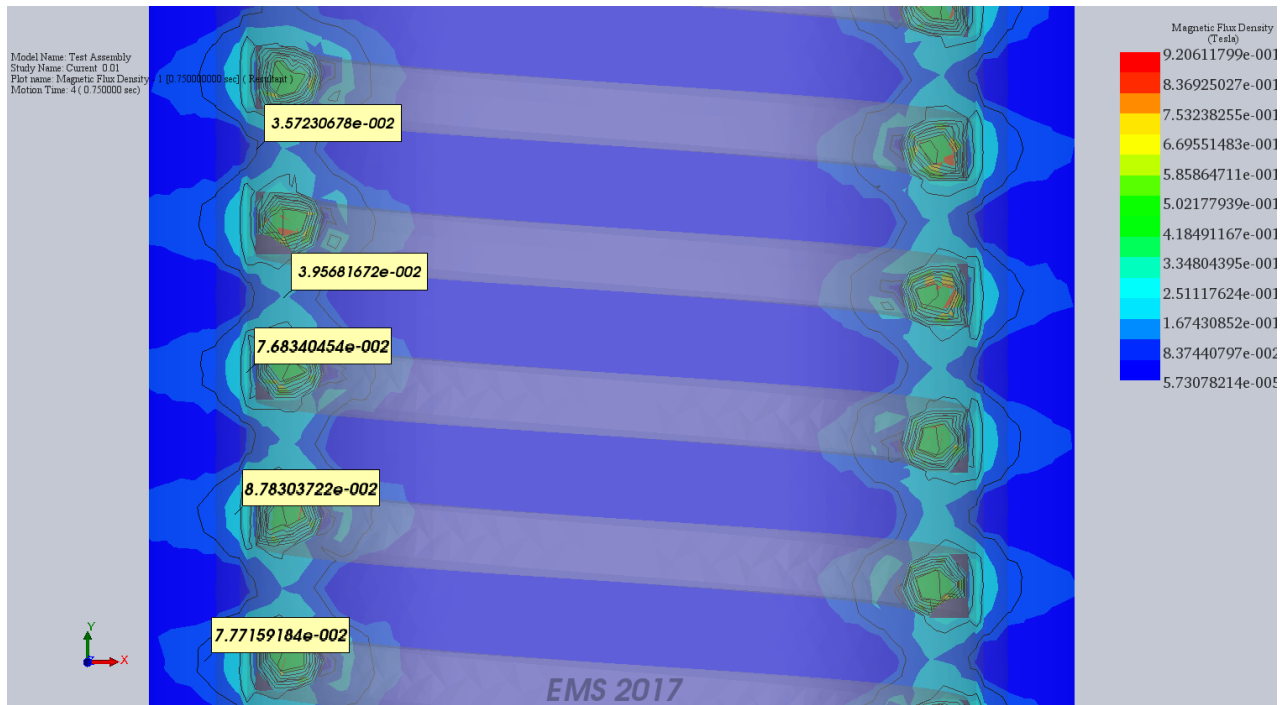 Model Name: Test Assembly
Study Name: Current 0.01
Plot name: Magnetic Flux Density - 1 [0.750000000 sec] ( Resultant )
Motion Time: 4 ( 0.750000 sec)
3.57230678e-002
3.95681672e-002
7.68340454e-002
8.78303722e-002
7.77159184e-002
Y
X
Z
EMS 2017
Magnetic Flux Density
(Tesla)
9.20611799e-001
8.36925027e-001
7.53238255e-001
6.69551483e-001
5.85864711e-001
5.02177939e-001
4.18491167e-001
3.34804395e-001
2.51117624e-001
1.67430852e-001
8.37440797e-002
5.73078214e-005